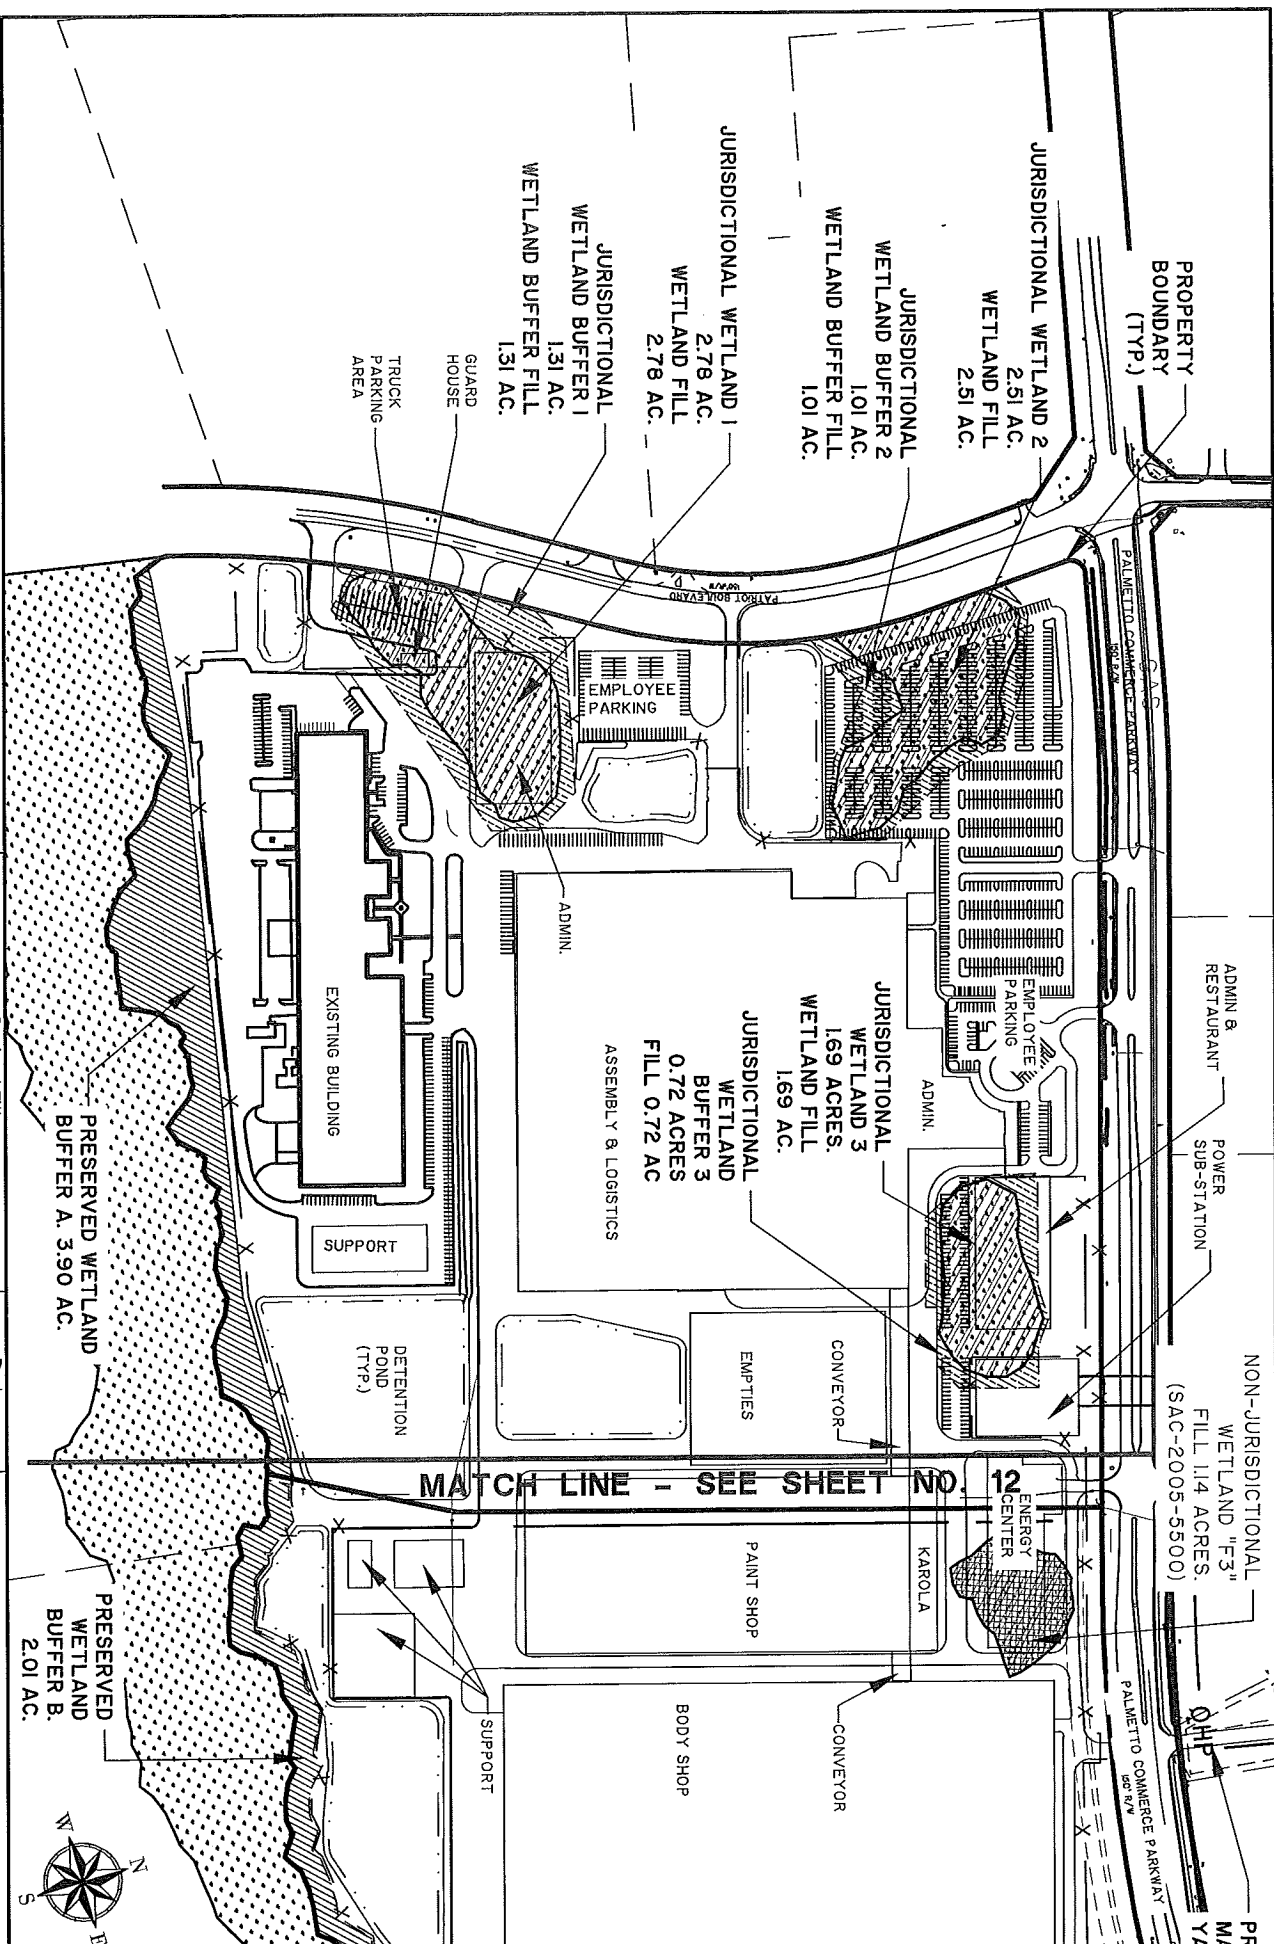 PROPERTY
BOUNDARY
(TYP.)
JURISDICTIONAL WETLAND 2
2.51 AC.
WETLAND FILL
2.51 AC.
JURISDICTIONAL
WETLAND BUFFER 2
1.01 AC.
WETLAND BUFFER FILL
1.01 AC.
JURISDICTIONAL WETLAND 1
2.78 AC.
WETLAND FILL
2.78 AC.
JURISDICTIONAL
WETLAND BUFFER 1
1.31 AC.
WETLAND BUFFER FILL
1.31 AC.
GUARD
HOUSE
TRUCK
PARKING
AREA
PALMETTO COMMERCE PARKWAY
150' R/W
PATRIOT BOULEVARD
EMPLOYEE
PARKING
ADMIN.
ADMIN &
RESTAURANT
POWER
SUB-STATION
EMPLOYEE
PARKING
ADMIN.
JURISDICTIONAL
WETLAND 3
1.69 ACRES.
WETLAND FILL
1.69 AC.
JURISDICTIONAL
WETLAND
BUFFER 3
0.72 ACRES
FILL 0.72 AC
ASSEMBLY & LOGISTICS
EXISTING BUILDING
SUPPORT
PRESERVED WETLAND
BUFFER A. 3.90 AC.
NON-JURISDICTIONAL
WETLAND "F3"
FILL 1.14 ACRES.
(SAC-2005-5500)
CONVEYOR
EMPTIES
DETENTION
POND
(TYP.)
MATCH LINE - SEE SHEET NO. 12
ENERGY
CENTER
KAROLA
PAINT SHOP
OHP
PALMETTO COMMERCE PARKWAY
150' R/W
CONVEYOR
BODY SHOP
SUPPORT
PRESERVED
WETLAND
BUFFER B.
2.01 AC.
N
W
S
E